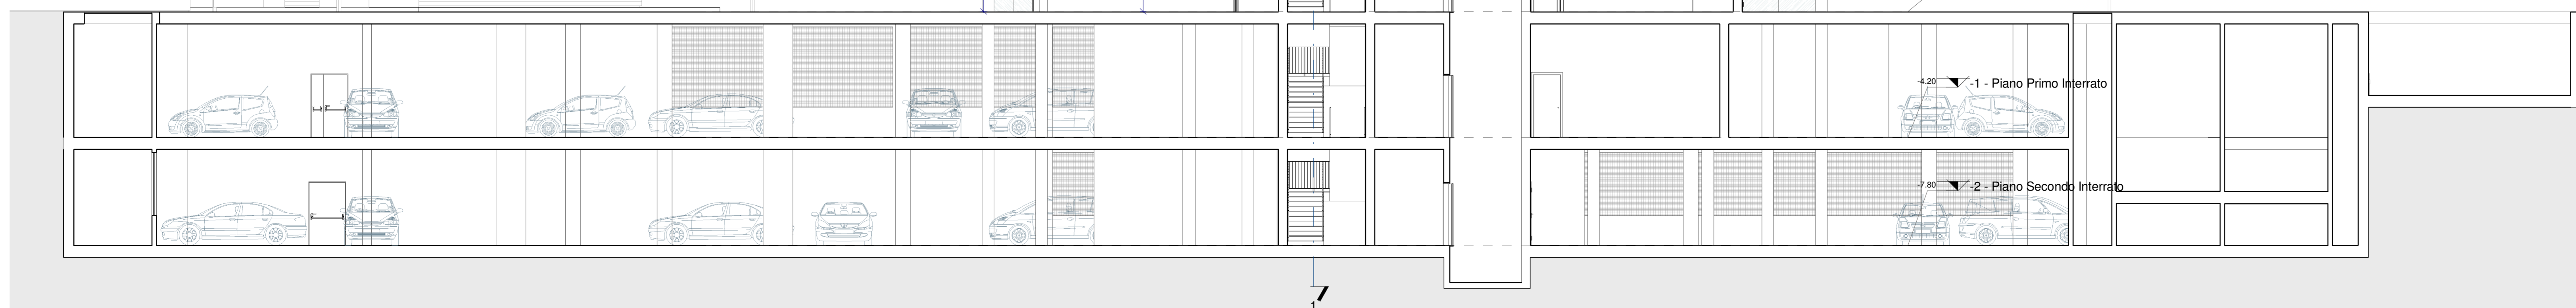 -4.20 -1 - Piano Primo Interrato
-7.80 -2 - Piano Secondo Interrato
1